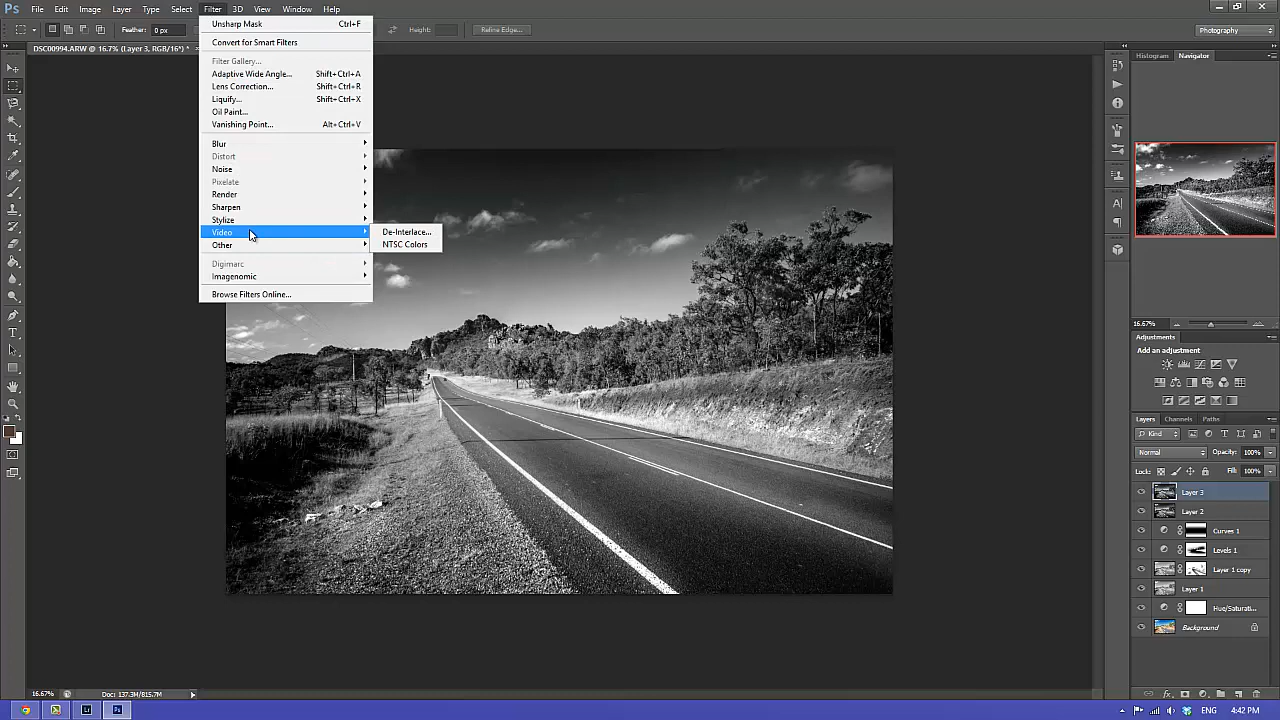 Ps File Edit Image Layer Type Select Filter 3D View Window Help
Feather: 0 px Height: Refine Edge... Photography
DSC00994.ARW @ 16.7% (Layer 3, RGB/16*) * ×
Unsharp Mask Ctrl+F
Convert for Smart Filters
Filter Gallery...
Adaptive Wide Angle... Shift+Ctrl+A
Lens Correction... Shift+Ctrl+R
Liquify... Shift+Ctrl+X
Oil Paint...
Vanishing Point... Alt+Ctrl+V
Blur
Distort
Noise
Pixelate
Render
Sharpen
Stylize
Video
Other
Digimarc
Imagenomic
Browse Filters Online...
De-Interlace...
NTSC Colors
Histogram Navigator
16.67%
Adjustments
Add an adjustment
Layers Channels Paths
Kind
Normal Opacity: 100%
Lock: Fill: 100%
Layer 3
Layer 2
Curves 1
Levels 1
Layer 1 copy
Layer 1
Hue/Saturati...
Background
16.67% Doc: 137.3M/815.7M
Lr Ps ENG 4:42 PM